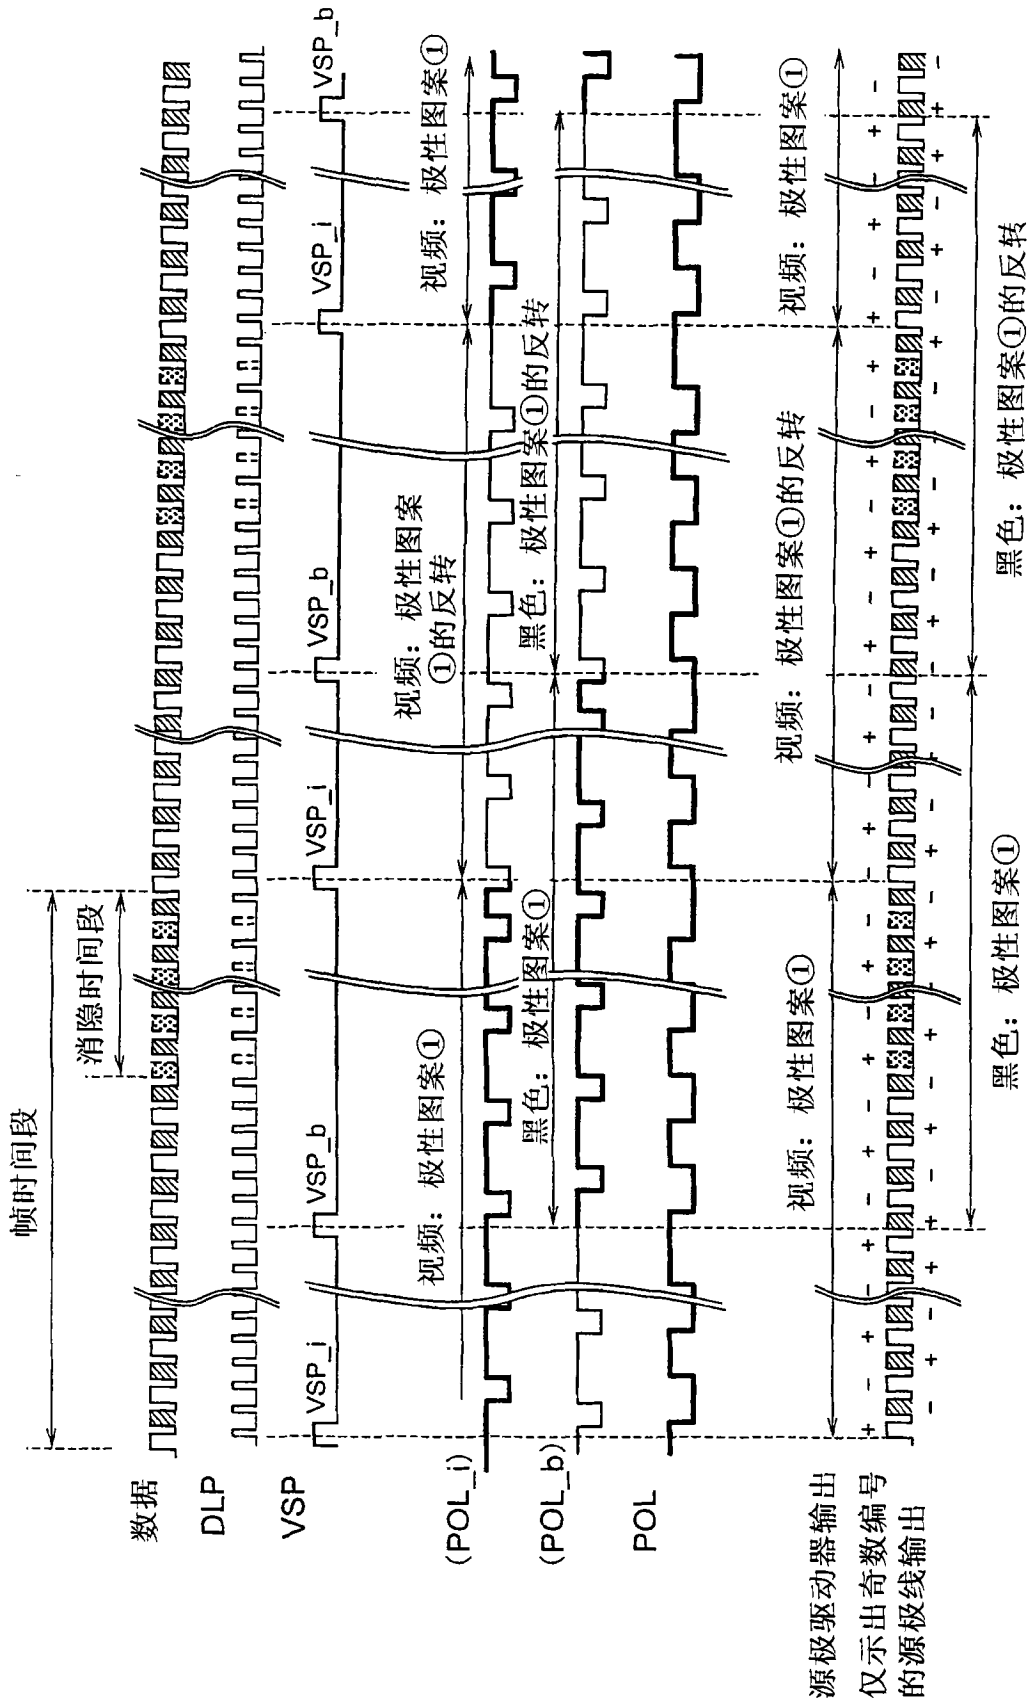 帧时间段
消隐时间段
数据
DLP
VSP
VSP_i
VSP_b
VSP_i
VSP_b
VSP_i
VSP_b
视频：极性图案①
视频：极性图案
①的反转
视频：极性图案①
(POL_i)
黑色：极性图案①
黑色：极性图案①的反转
(POL_b)
POL
视频：极性图案①
视频：极性图案①的反转
视频：极性图案①
源极驱动器输出
仅示出奇数编号
的源极线输出
黑色：极性图案①
黑色：极性图案①的反转